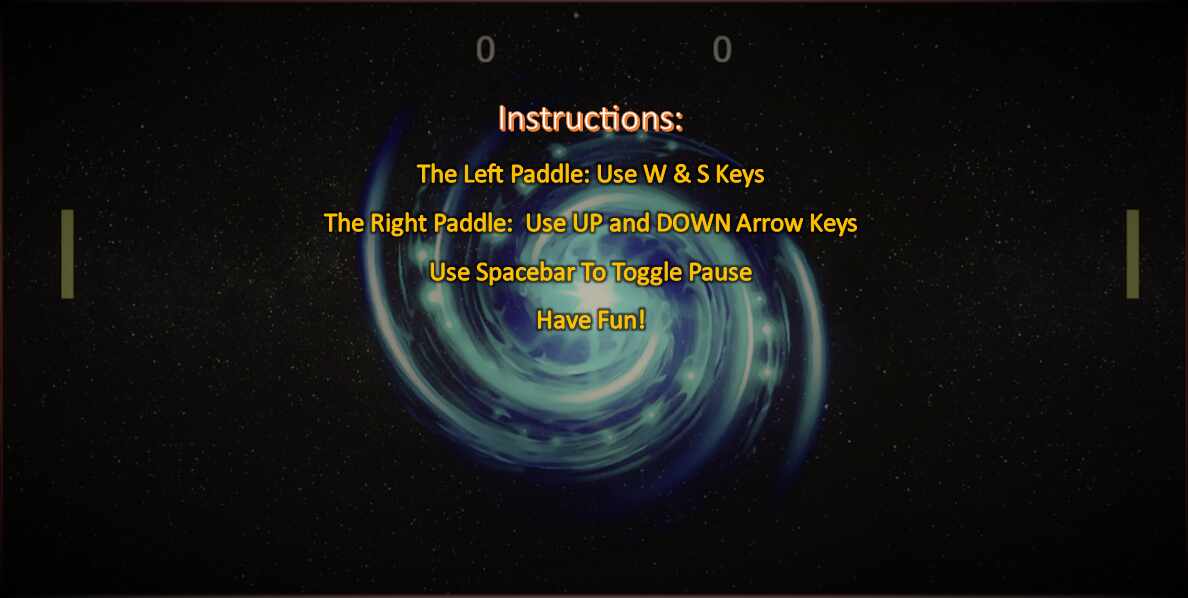 0 0
Instructions:
The Left Paddle: Use W & S Keys
The Right Paddle:  Use UP and DOWN Arrow Keys
Use Spacebar To Toggle Pause
Have Fun!